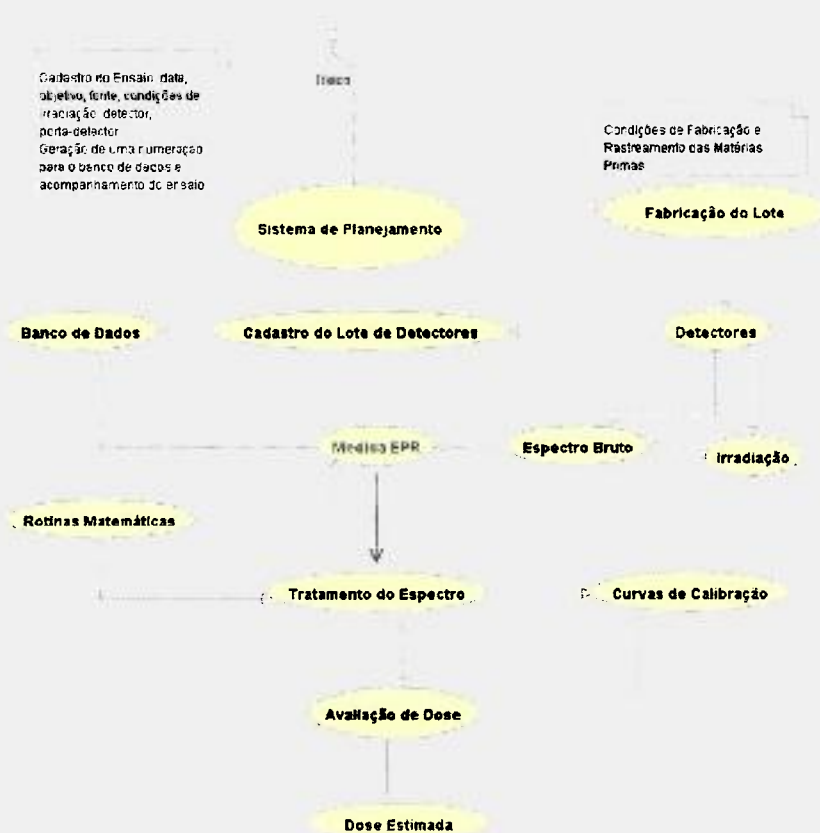 Cadastro do Ensaio: data,
objetivo, fonte, condições de
irradiação, detector,
porta-detector
Geração de uma numeração
para o banco de dados e
acompanhamento do ensaio
Condições de Fabricação e
Rastreamento das Matérias
Primas
Sistema de Planejamento
Fabricação do Lote
Banco de Dados
Cadastro do Lote de Detectores
Detectores
Medida EPR
Espectro Bruto
Irradiação
Rotinas Matemáticas
Tratamento do Espectro
Curvas de Calibração
Avaliação de Dose
Dose Estimada